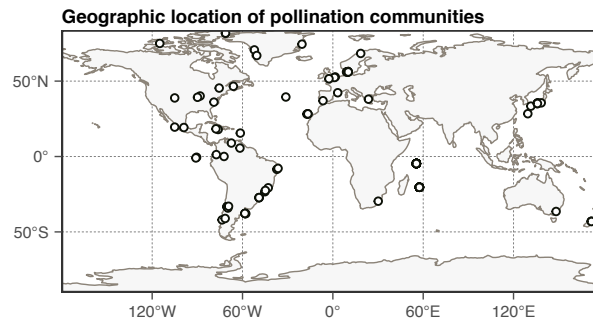 Geographic location of pollination communities
50°N
0°
50°S
120°W
60°W
0°
60°E
120°E